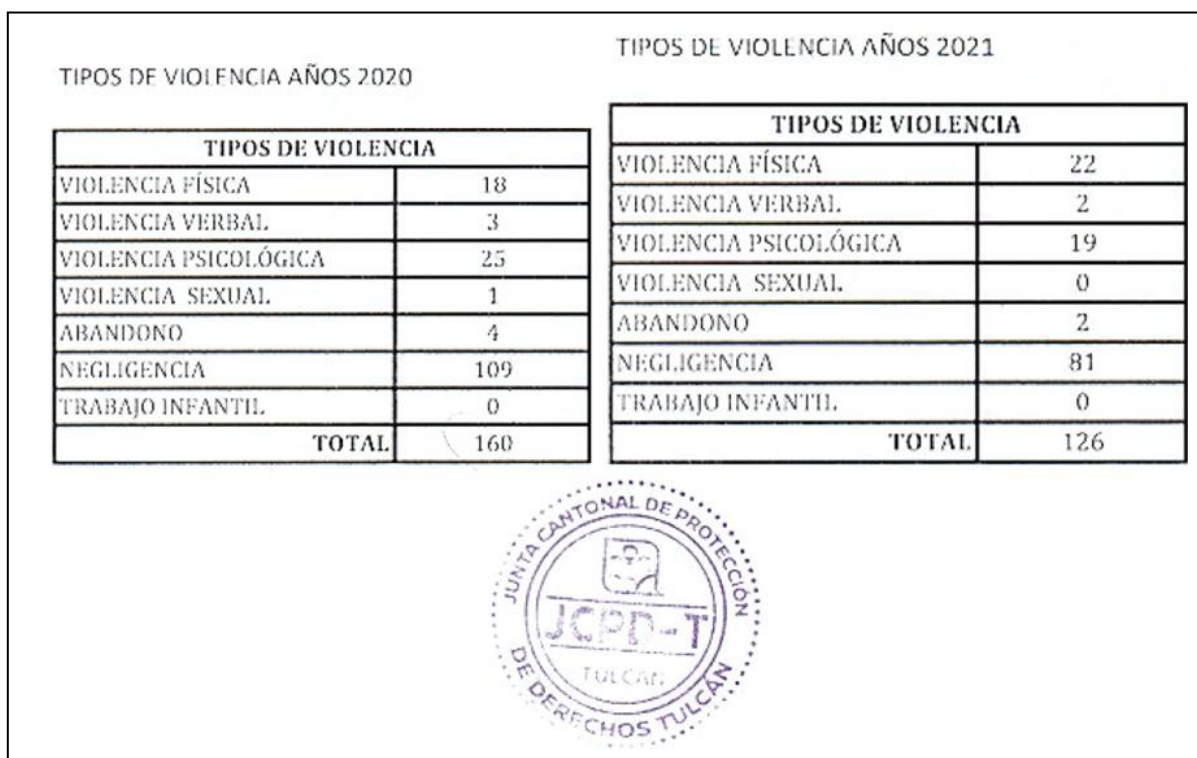 TIPOS DE VIOLENCIA AÑOS 2020
TIPOS DE VIOLENCIA
VIOLENCIA FÍSICA 18
VIOLENCIA VERBAL 3
VIOLENCIA PSICOLÓGICA 25
VIOLENCIA SEXUAL 1
ABANDONO 4
NEGLIGENCIA 109
TRABAJO INFANTIL 0
TOTAL 160
TIPOS DE VIOLENCIA AÑOS 2021
TIPOS DE VIOLENCIA
VIOLENCIA FÍSICA 22
VIOLENCIA VERBAL 2
VIOLENCIA PSICOLÓGICA 19
VIOLENCIA SEXUAL 0
ABANDONO 2
NEGLIGENCIA 81
TRABAJO INFANTIL 0
TOTAL 126
JUNTA CANTONAL DE PROTECCIÓN
JCPD-T
TULCÁN
DE DERECHOS TULCÁN